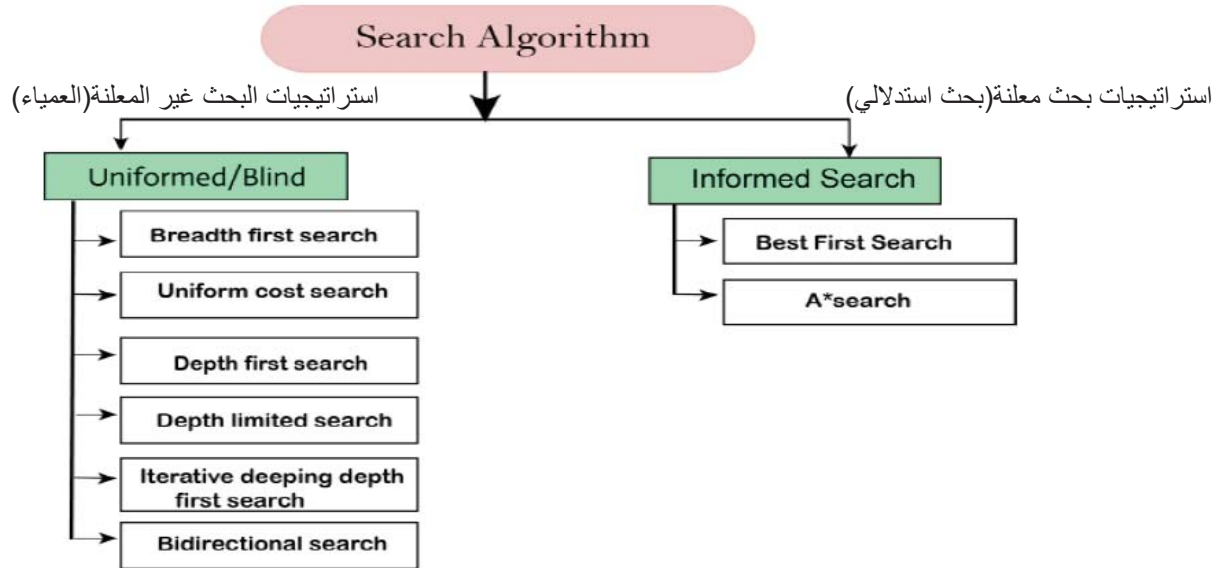 Search Algorithm
استراتيجيات البحث غير المعلنة(العمياء)
استراتيجيات بحث معلنة(بحث استدلالي)
Uniformed/Blind
Breadth first search
Uniform cost search
Depth first search
Depth limited search
Iterative deeping depth
first search
Bidirectional search
Informed Search
Best First Search
A*search